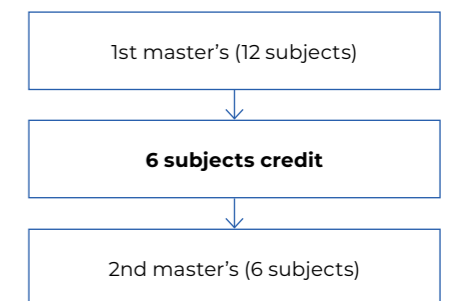 1st master’s (12 subjects)
6 subjects credit
2nd master’s (6 subjects)